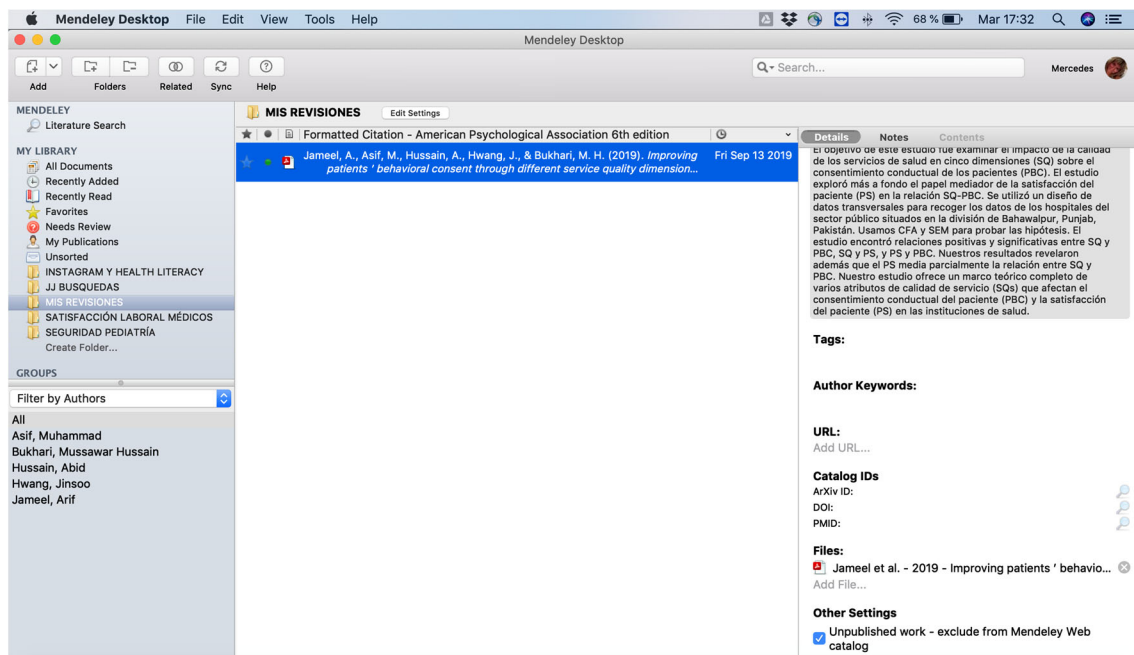 Mendeley Desktop File Edit View Tools Help 68 % Mar 17:32
Mendeley Desktop
Add Folders Related Sync Help
Search...
Mercedes
MENDELEY
Literature Search
MY LIBRARY
All Documents
Recently Added
Recently Read
Favorites
Needs Review
My Publications
Unsorted
INSTAGRAM Y HEALTH LITERACY
JJ BUSQUEDAS
MIS REVISIONES
SATISFACCIÓN LABORAL MÉDICOS
SEGURIDAD PEDIATRÍA
Create Folder...
GROUPS
Filter by Authors
All
Asif, Muhammad
Bukhari, Mussawar Hussain
Hussain, Abid
Hwang, Jinsoo
Jameel, Arif
MIS REVISIONES Edit Settings
Formatted Citation - American Psychological Association 6th edition
Jameel, A., Asif, M., Hussain, A., Hwang, J., & Bukhari, M. H. (2019). Improving Fri Sep 13 2019
patients ’ behavioral consent through different service quality dimension...
Details Notes Contents
El objetivo de este estudio fue examinar el impacto de la calidad
de los servicios de salud en cinco dimensiones (SQ) sobre el
consentimiento conductual de los pacientes (PBC). El estudio
exploró más a fondo el papel mediador de la satisfacción del
paciente (PS) en la relación SQ-PBC. Se utilizó un diseño de
datos transversales para recoger los datos de los hospitales del
sector público situados en la división de Bahawalpur, Punjab,
Pakistán. Usamos CFA y SEM para probar las hipótesis. El
estudio encontró relaciones positivas y significativas entre SQ y
PBC, SQ y PS, y PS y PBC. Nuestros resultados revelaron
además que el PS media parcialmente la relación entre SQ y
PBC. Nuestro estudio ofrece un marco teórico completo de
varios atributos de calidad de servicio (SQs) que afectan el
consentimiento conductual del paciente (PBC) y la satisfacción
del paciente (PS) en las instituciones de salud.
Tags:
Author Keywords:
URL:
Add URL...
Catalog IDs
ArXiv ID:
DOI:
PMID:
Files:
Jameel et al. - 2019 - Improving patients ’ behavio...
Add File...
Other Settings
Unpublished work - exclude from Mendeley Web
catalog